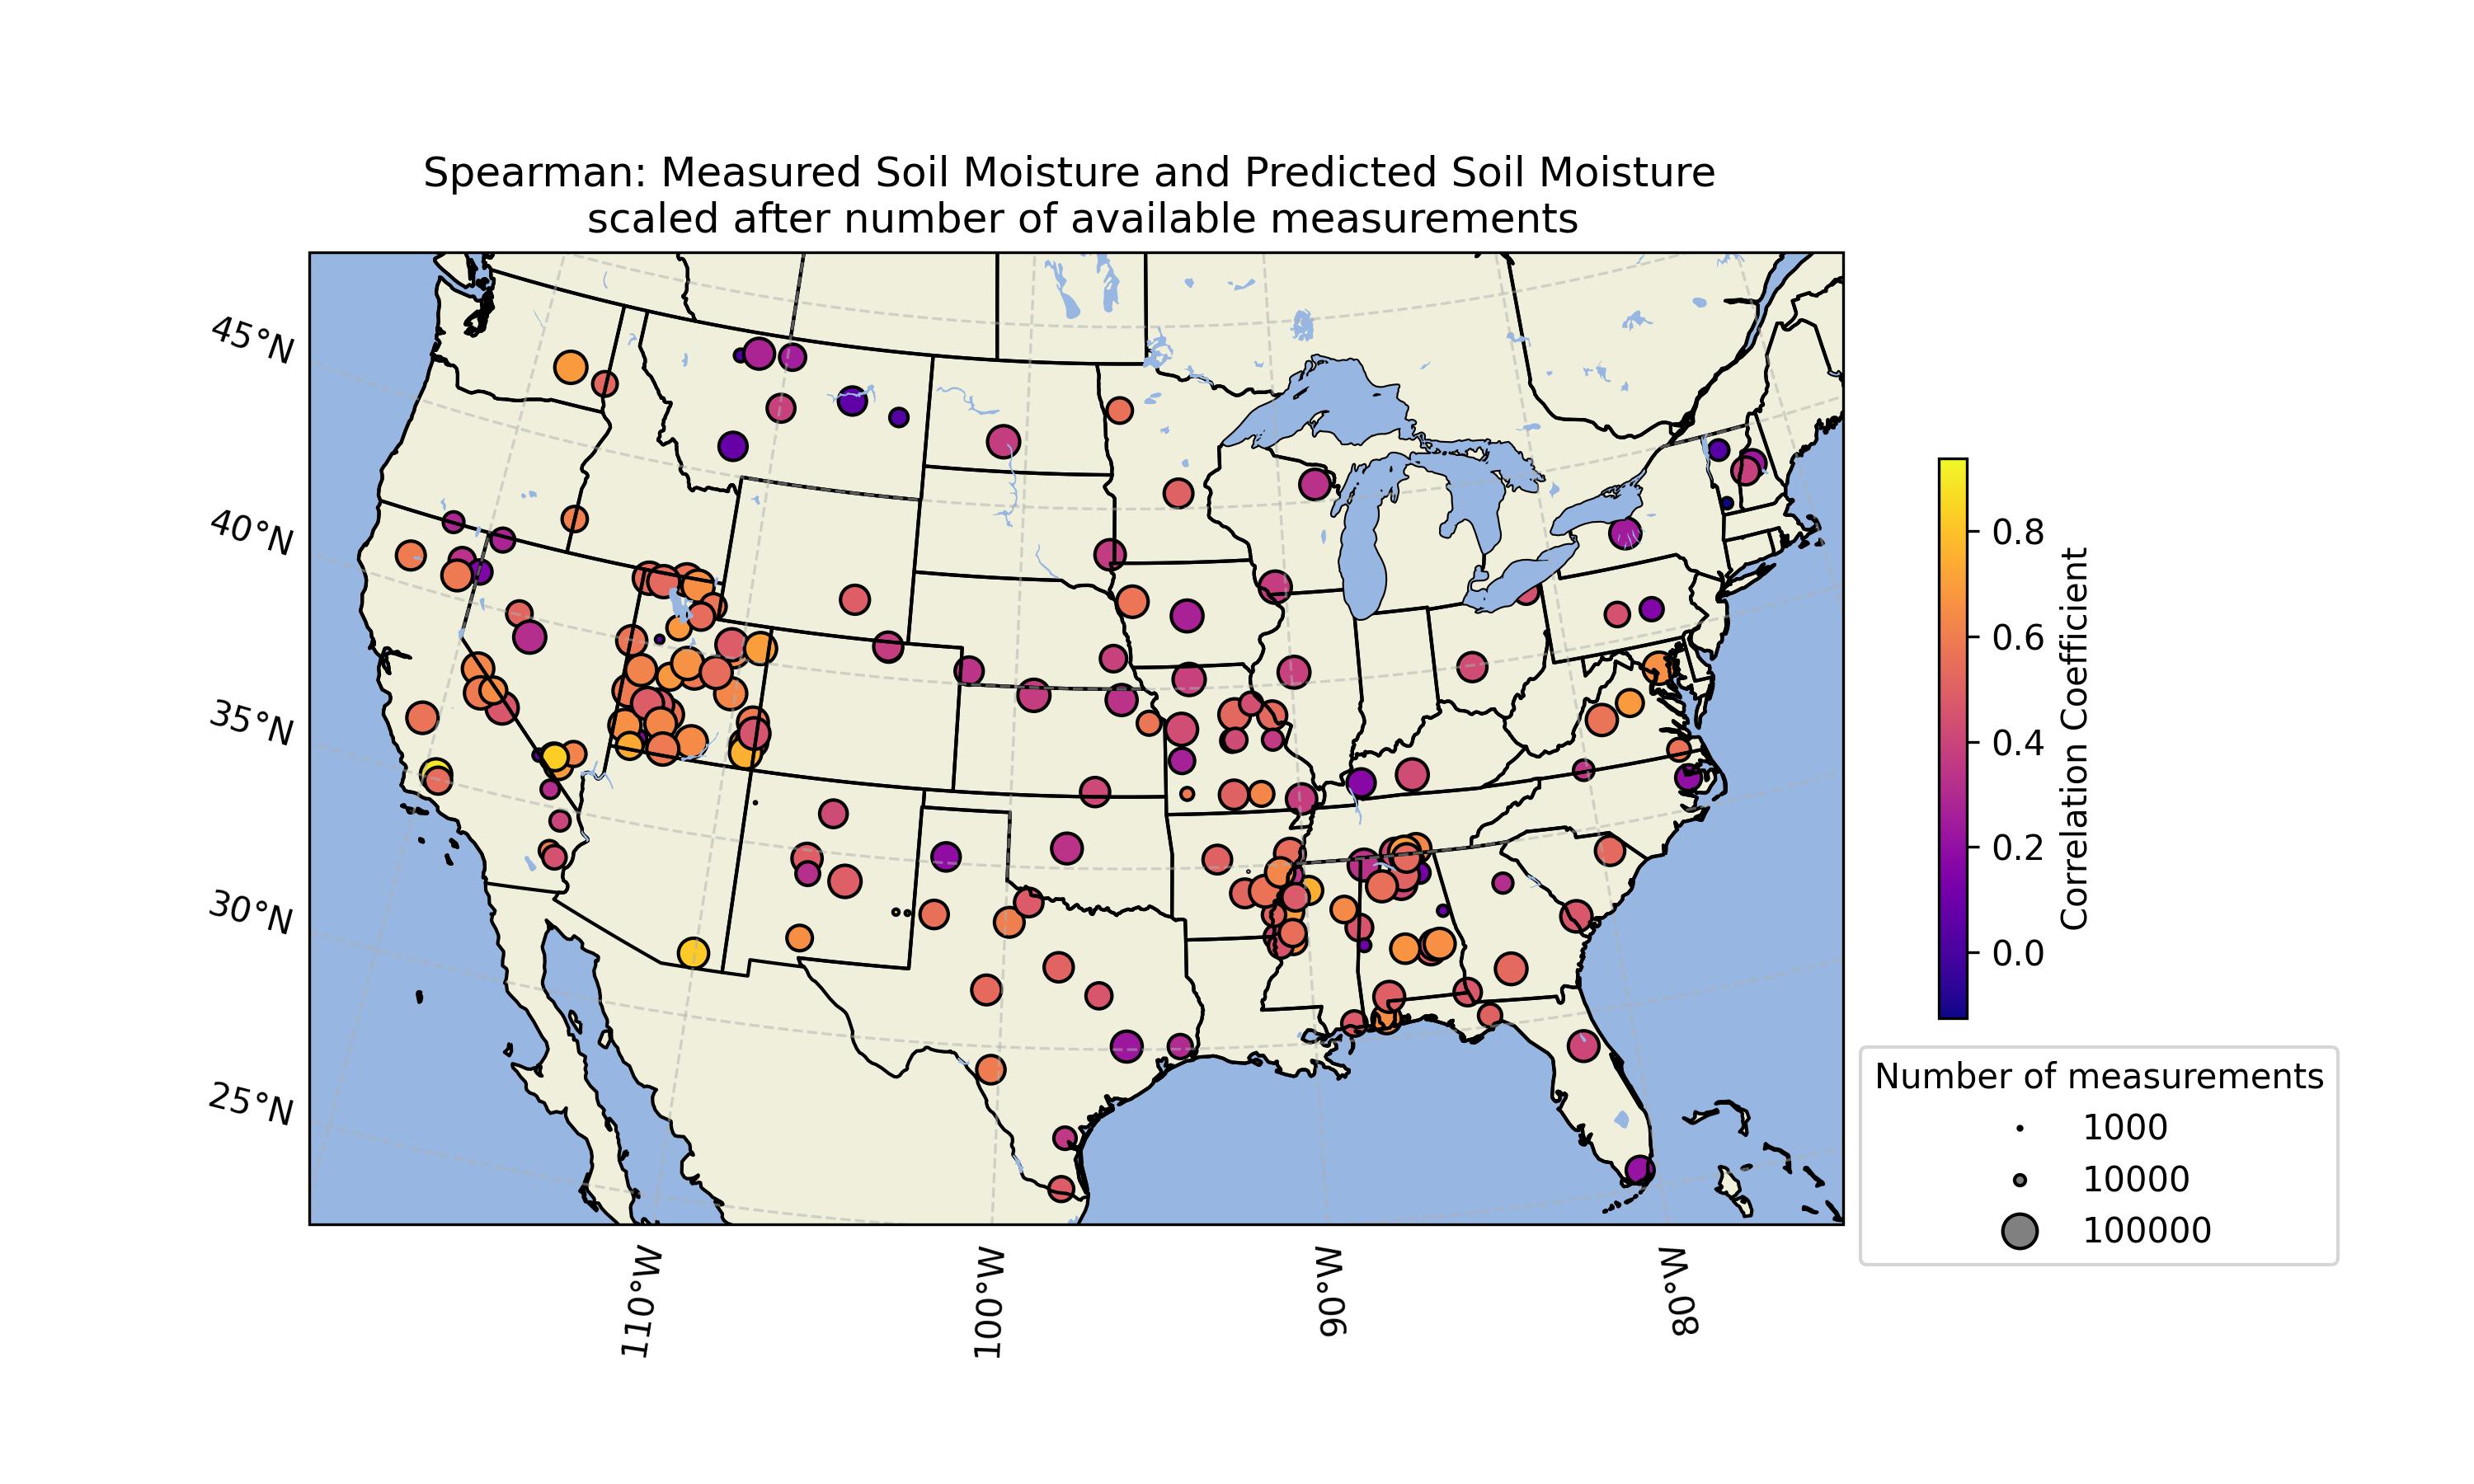 Spearman: Measured Soil Moisture and Predicted Soil Moisture
scaled after number of available measurements
45°N
40°N
35°N
30°N
25°N
110°W
100°W
90°W
80°W
0.8
0.6
0.4
0.2
0.0
Correlation Coefficient
Number of measurements
1000
10000
100000